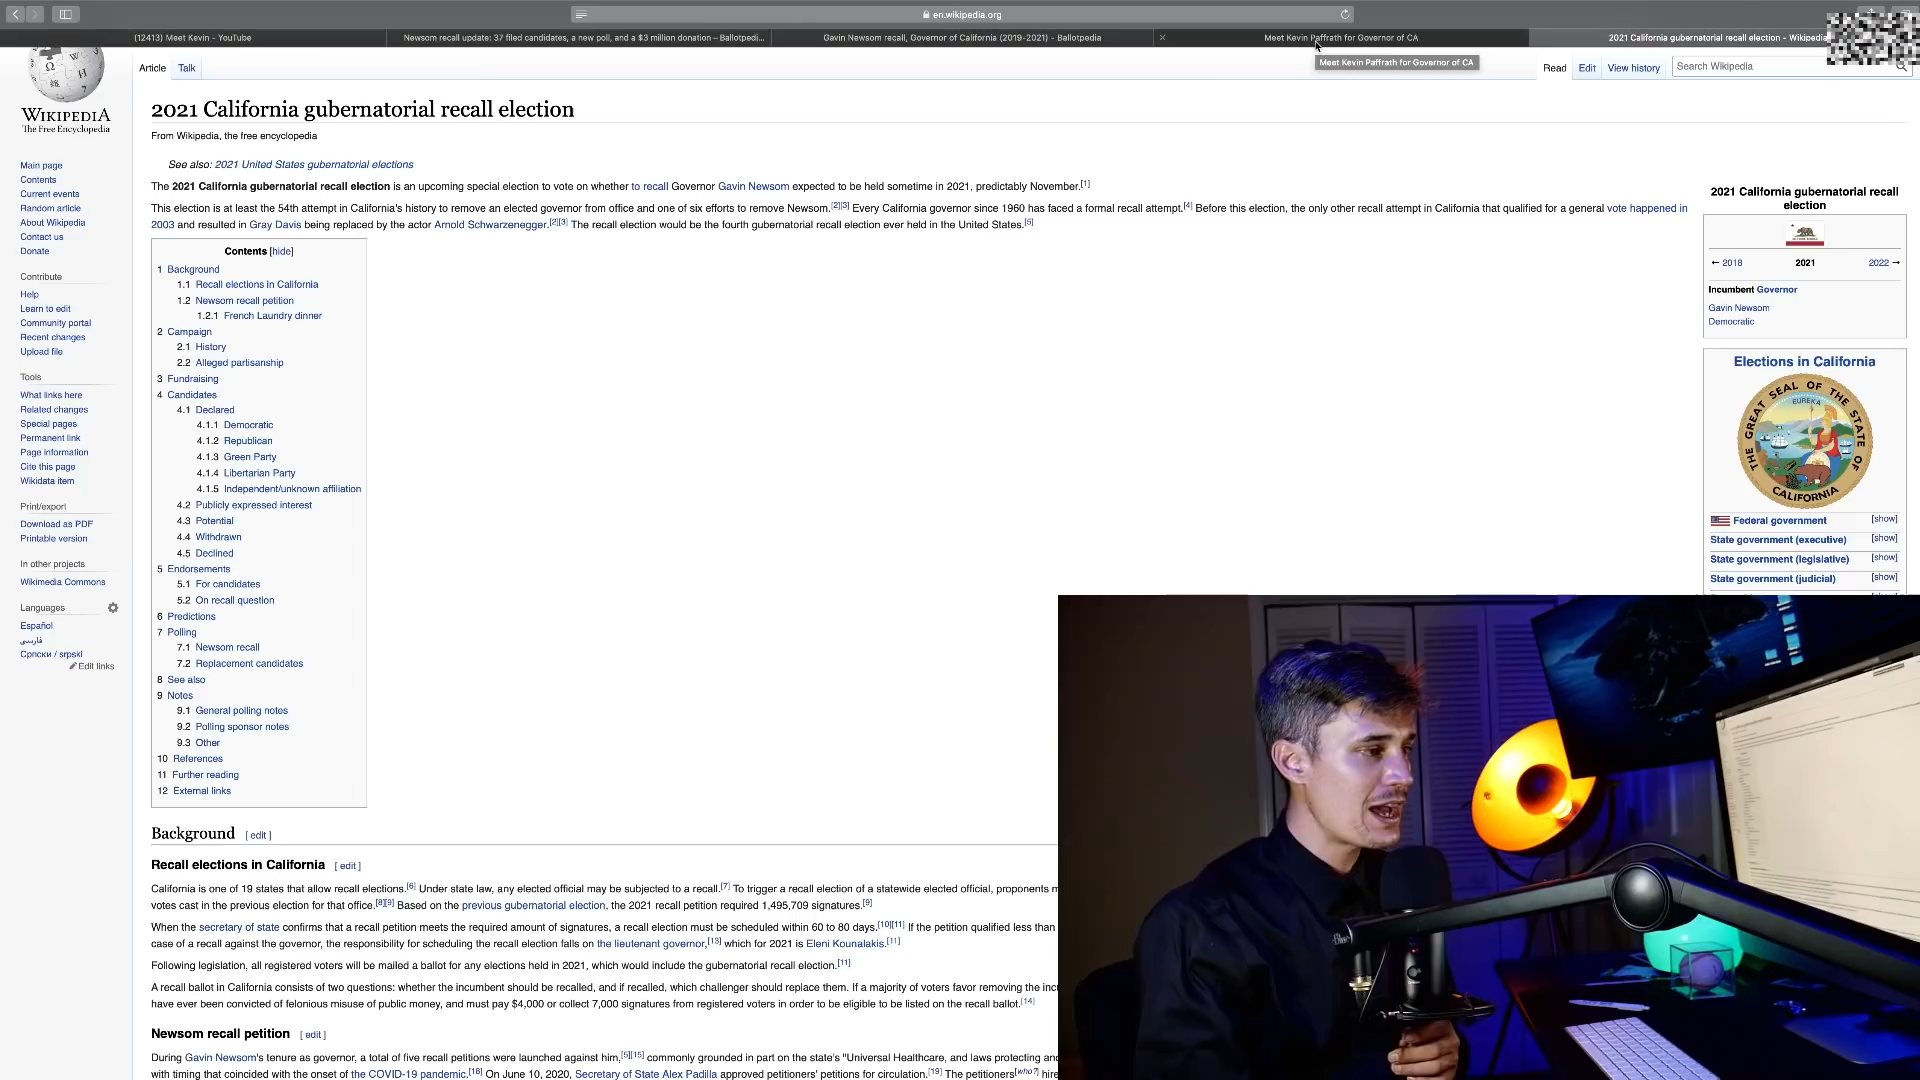 en.wikipedia.org
(12413) Meet Kevin - YouTube
Newsom recall update: 37 filed candidates, a new poll, and a $3 million donation – Ballotpedi...
Gavin Newsom recall, Governor of California (2019-2021) - Ballotpedia
Meet Kevin Paffrath for Governor of CA
2021 California gubernatorial recall election - Wikipedia
Meet Kevin Paffrath for Governor of CA
Article
Talk
Read
Edit
View history
Search Wikipedia
WIKIPEDIA
The Free Encyclopedia
Main page
Contents
Current events
Random article
About Wikipedia
Contact us
Donate
Contribute
Help
Learn to edit
Community portal
Recent changes
Upload file
Tools
What links here
Related changes
Special pages
Permanent link
Page information
Cite this page
Wikidata item
Print/export
Download as PDF
Printable version
In other projects
Wikimedia Commons
Languages
Español
فارسی
Српски / srpski
Edit links
2021 California gubernatorial recall election
From Wikipedia, the free encyclopedia
See also: 2021 United States gubernatorial elections
The 2021 California gubernatorial recall election is an upcoming special election to vote on whether to recall Governor Gavin Newsom expected to be held sometime in 2021, predictably November.[1]
This election is at least the 54th attempt in California's history to remove an elected governor from office and one of six efforts to remove Newsom.[2][3] Every California governor since 1960 has faced a formal recall attempt.[4] Before this election, the only other recall attempt in California that qualified for a general vote happened in
2003 and resulted in Gray Davis being replaced by the actor Arnold Schwarzenegger.[2][3] The recall election would be the fourth gubernatorial recall election ever held in the United States.[5]
Contents [hide]
1 Background
1.1 Recall elections in California
1.2 Newsom recall petition
1.2.1 French Laundry dinner
2 Campaign
2.1 History
2.2 Alleged partisanship
3 Fundraising
4 Candidates
4.1 Declared
4.1.1 Democratic
4.1.2 Republican
4.1.3 Green Party
4.1.4 Libertarian Party
4.1.5 Independent/unknown affiliation
4.2 Publicly expressed interest
4.3 Potential
4.4 Withdrawn
4.5 Declined
5 Endorsements
5.1 For candidates
5.2 On recall question
6 Predictions
7 Polling
7.1 Newsom recall
7.2 Replacement candidates
8 See also
9 Notes
9.1 General polling notes
9.2 Polling sponsor notes
9.3 Other
10 References
11 Further reading
12 External links
Background [ edit ]
Recall elections in California [ edit ]
California is one of 19 states that allow recall elections.[6] Under state law, any elected official may be subjected to a recall.[7] To trigger a recall election of a statewide elected official, proponents m
votes cast in the previous election for that office.[8][9] Based on the previous gubernatorial election, the 2021 recall petition required 1,495,709 signatures.[9]
When the secretary of state confirms that a recall petition meets the required amount of signatures, a recall election must be scheduled within 60 to 80 days.[10][11] If the petition qualified less than
case of a recall against the governor, the responsibility for scheduling the recall election falls on the lieutenant governor,[13] which for 2021 is Eleni Kounalakis.[11]
Following legislation, all registered voters will be mailed a ballot for any elections held in 2021, which would include the gubernatorial recall election.[11]
A recall ballot in California consists of two questions: whether the incumbent should be recalled, and if recalled, which challenger should replace them. If a majority of voters favor removing the inc
have ever been convicted of felonious misuse of public money, and must pay $4,000 or collect 7,000 signatures from registered voters in order to be eligible to be listed on the recall ballot.[14]
Newsom recall petition [ edit ]
During Gavin Newsom's tenure as governor, a total of five recall petitions were launched against him,[5][15] commonly grounded in part on the state's "Universal Healthcare, and laws protecting and
with timing that coincided with the onset of the COVID-19 pandemic.[18] On June 10, 2020, Secretary of State Alex Padilla approved petitioners' petitions for circulation.[19] The petitioners[who?] hire
2021 California gubernatorial recall
election
← 2018
2021
2022 →
Incumbent Governor
Gavin Newsom
Democratic
Elections in California
THE GREAT SEAL OF THE STATE OF CALIFORNIA
EUREKA
Federal government [show]
State government (executive) [show]
State government (legislative) [show]
State government (judicial) [show]
Blue